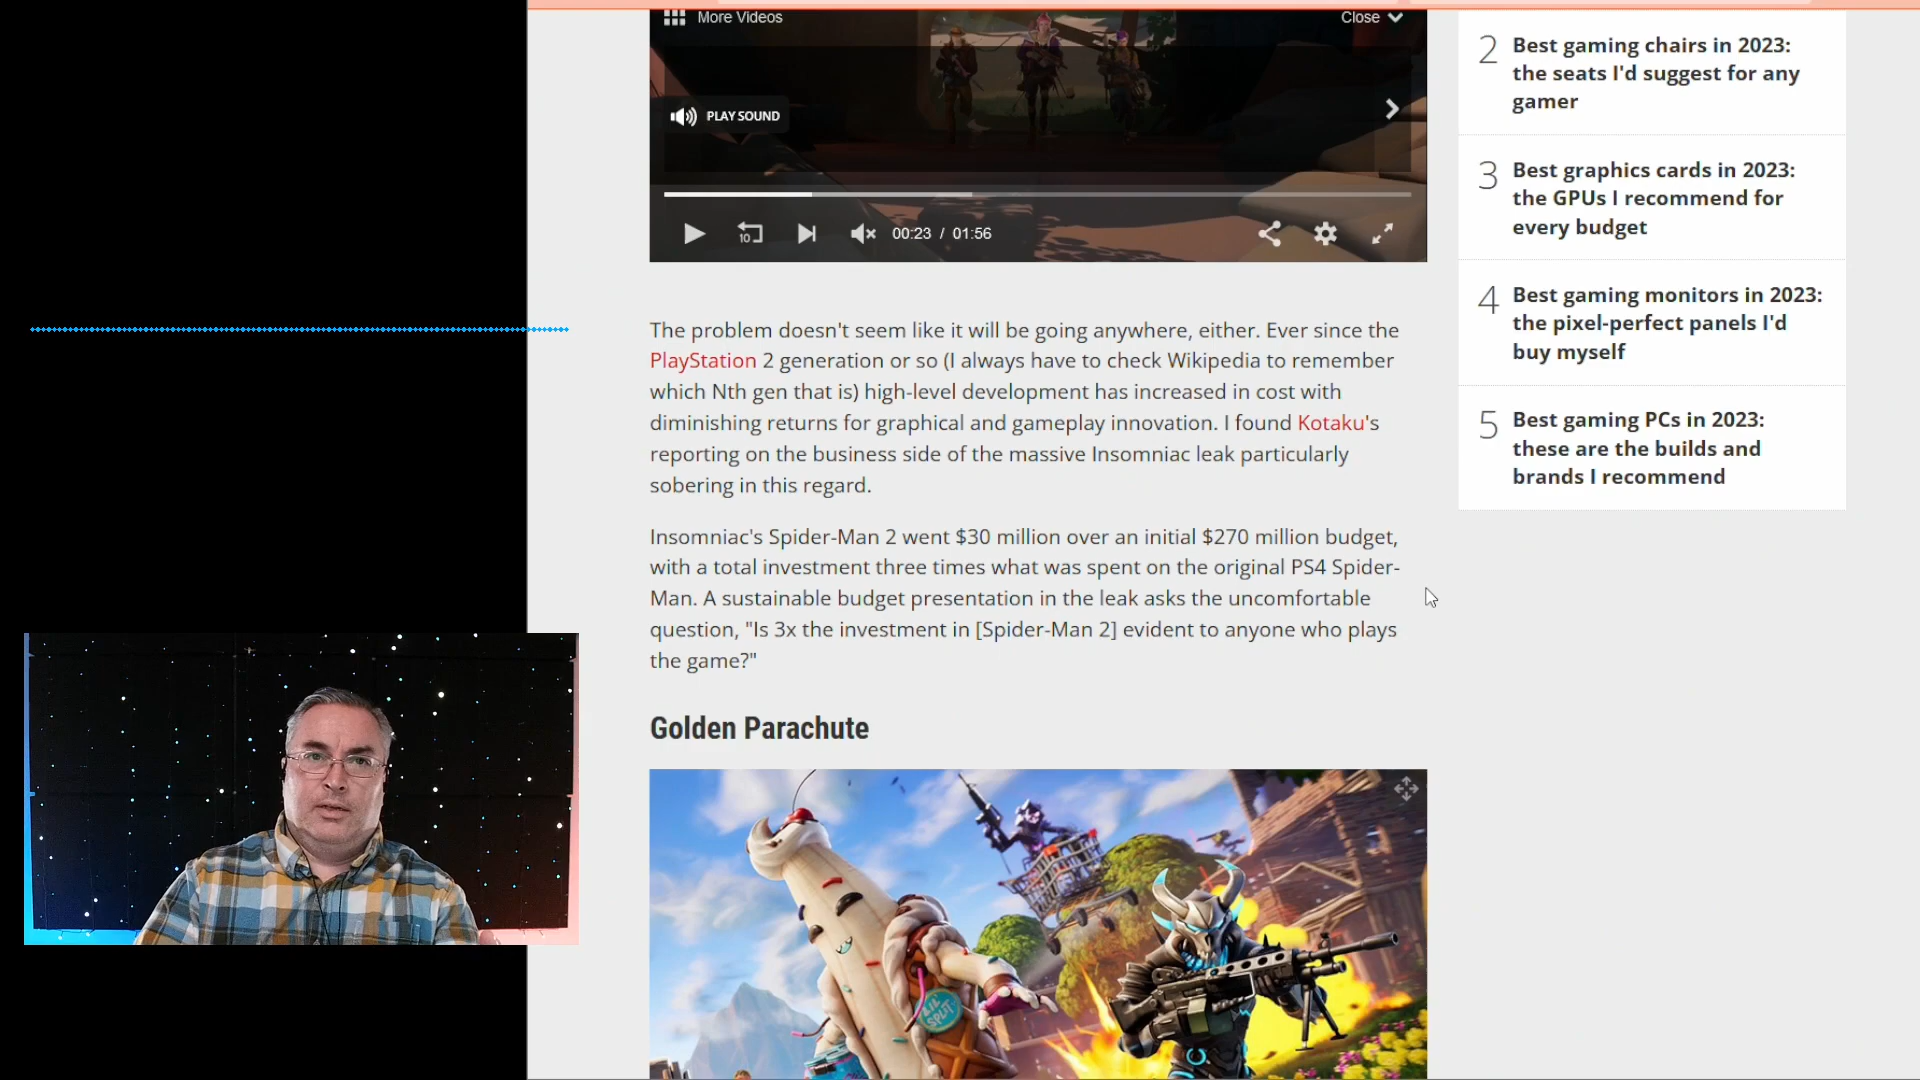 More Videos
Close
PLAY SOUND
10
00:23 / 01:56
The problem doesn't seem like it will be going anywhere, either. Ever since the
PlayStation 2 generation or so (I always have to check Wikipedia to remember
which Nth gen that is) high-level development has increased in cost with
diminishing returns for graphical and gameplay innovation. I found Kotaku's
reporting on the business side of the massive Insomniac leak particularly
sobering in this regard.
Insomniac's Spider-Man 2 went $30 million over an initial $270 million budget,
with a total investment three times what was spent on the original PS4 Spider-
Man. A sustainable budget presentation in the leak asks the uncomfortable
question, "Is 3x the investment in [Spider-Man 2] evident to anyone who plays
the game?"
Golden Parachute
LIL'
SPLIT
2
Best gaming chairs in 2023:
the seats I'd suggest for any
gamer
3
Best graphics cards in 2023:
the GPUs I recommend for
every budget
4
Best gaming monitors in 2023:
the pixel-perfect panels I'd
buy myself
5
Best gaming PCs in 2023:
these are the builds and
brands I recommend